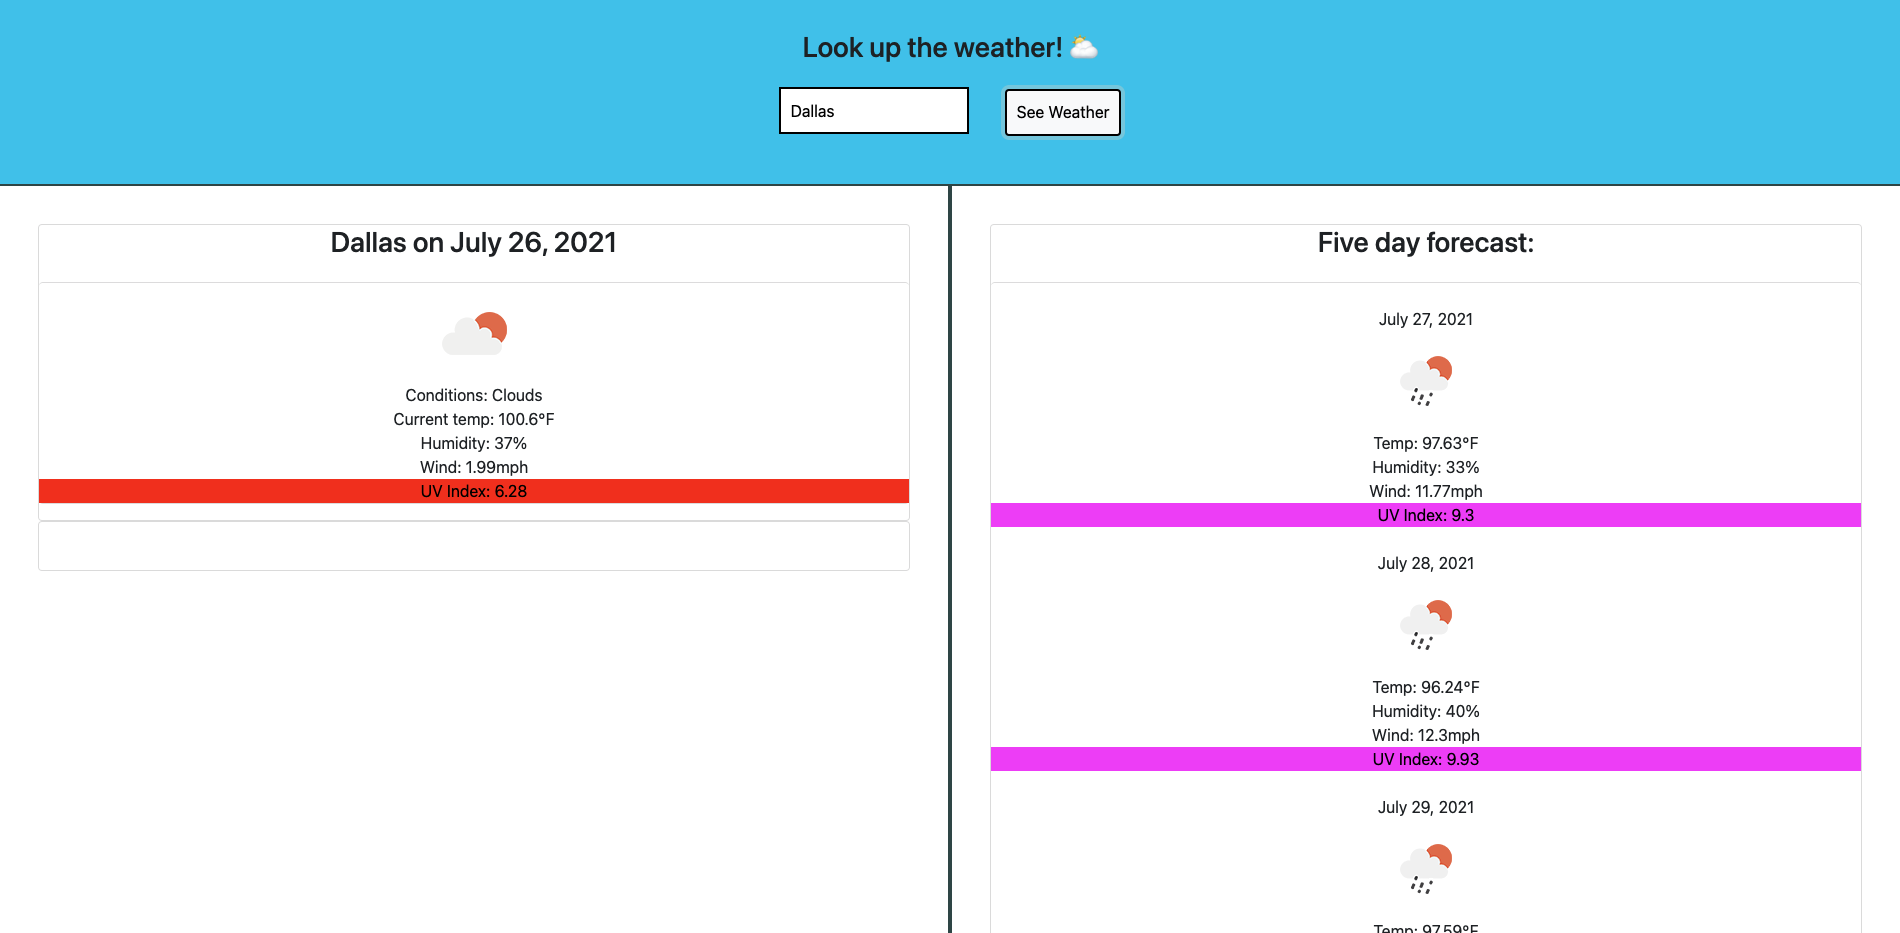 Look up the weather! 🌥️
Dallas
See Weather
Dallas on July 26, 2021
Conditions: Clouds
Current temp: 100.6°F
Humidity: 37%
Wind: 1.99mph
UV Index: 6.28
Five day forecast:
July 27, 2021
Temp: 97.63°F
Humidity: 33%
Wind: 11.77mph
UV Index: 9.3
July 28, 2021
Temp: 96.24°F
Humidity: 40%
Wind: 12.3mph
UV Index: 9.93
July 29, 2021
Temp: 97.59°F